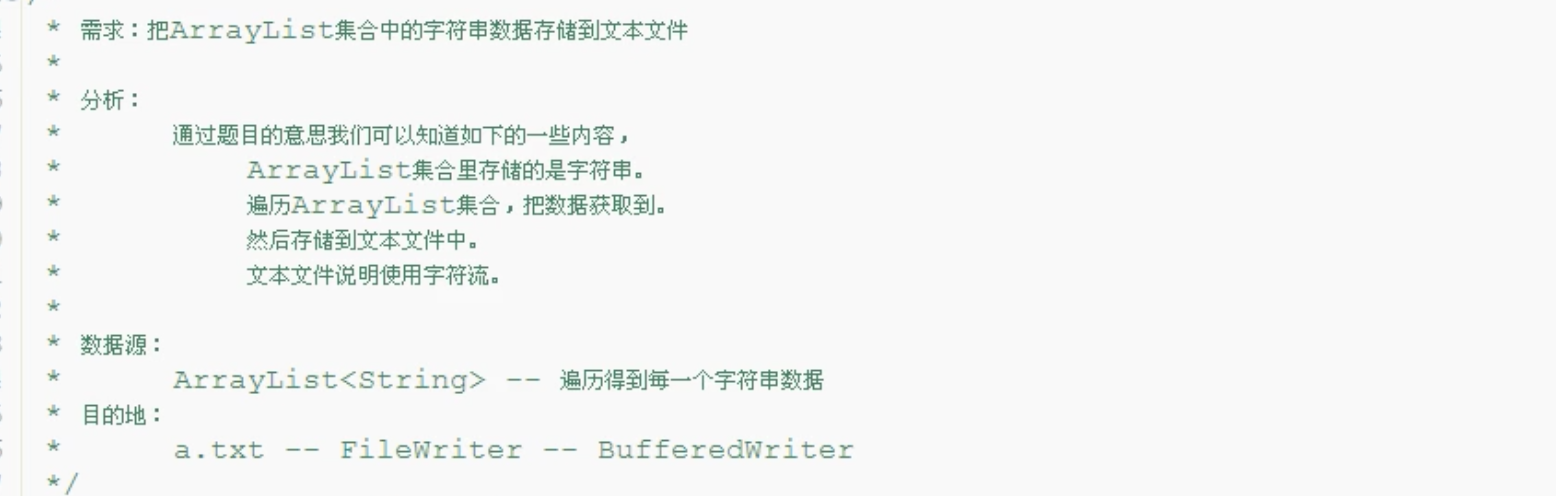 * 需求：把ArrayList集合中的字符串数据存储到文本文件
*
* 分析：
* 通过题目的意思我们可以知道如下的一些内容，
* ArrayList集合里存储的是字符串。
* 遍历ArrayList集合，把数据获取到。
* 然后存储到文本文件中。
* 文本文件说明使用字符流。
*
* 数据源：
* ArrayList<String> -- 遍历得到每一个字符串数据
* 目的地：
* a.txt -- FileWriter -- BufferedWriter
*/